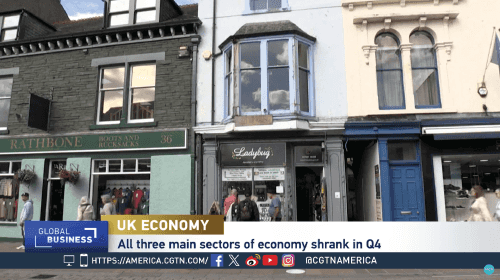 RATHBONE
BOOTS AND RUCKSACKS
36
Ladybug
UK ECONOMY
GLOBAL BUSINESS
All three main sectors of economy shrank in Q4
HTTPS://AMERICA.CGTN.COM/ @CGTNAMERICA